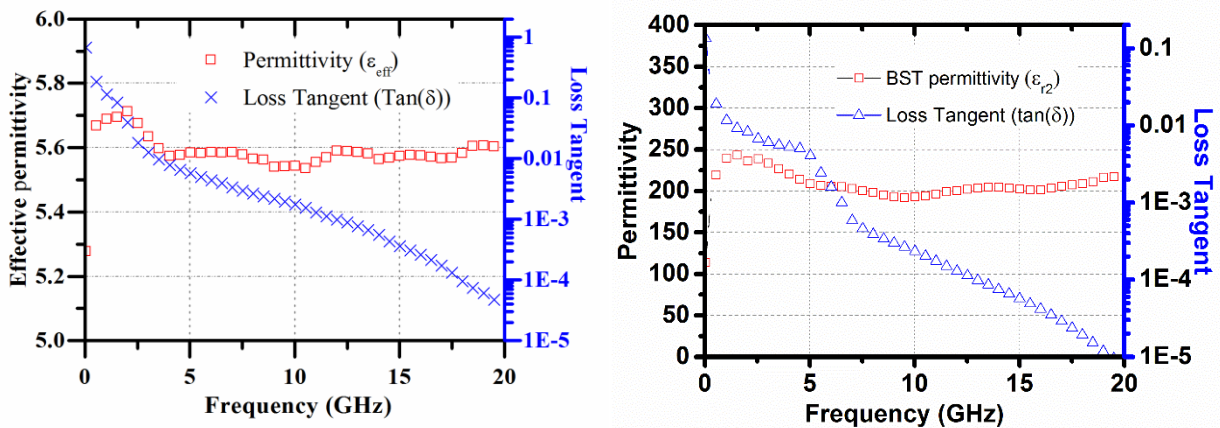 6.0
5.8
5.6
5.4
5.2
5.0
Effective permittivity
Permittivity (ε_eff)
Loss Tangent (Tan(δ))
1
0.1
0.01
1E-3
1E-4
1E-5
Loss Tangent
0 5 10 15 20
Frequency (GHz)
400
350
300
250
200
150
100
50
0
Permittivity
BST permittivity (ε_r2)
Loss Tangent (tan(δ))
0.1
0.01
1E-3
1E-4
1E-5
Loss Tangent
0 5 10 15 20
Frequency (GHz)